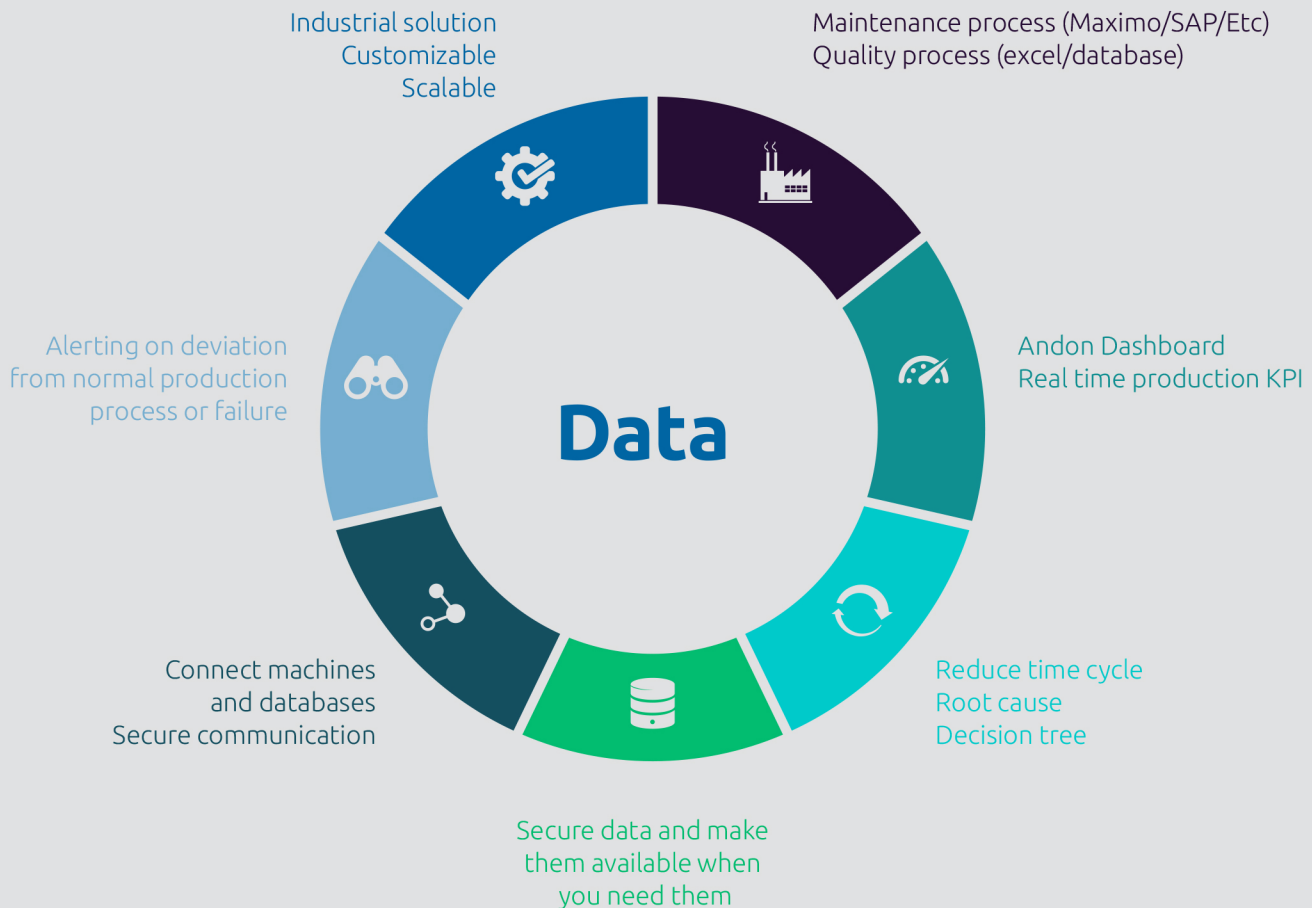 Industrial solution
Customizable
Scalable
Maintenance process (Maximo/SAP/Etc)
Quality process (excel/database)
Alerting on deviation
from normal production
process or failure
Data
Andon Dashboard
Real time production KPI
Connect machines
and databases
Secure communication
Reduce time cycle
Root cause
Decision tree
Secure data and make
them available when
you need them